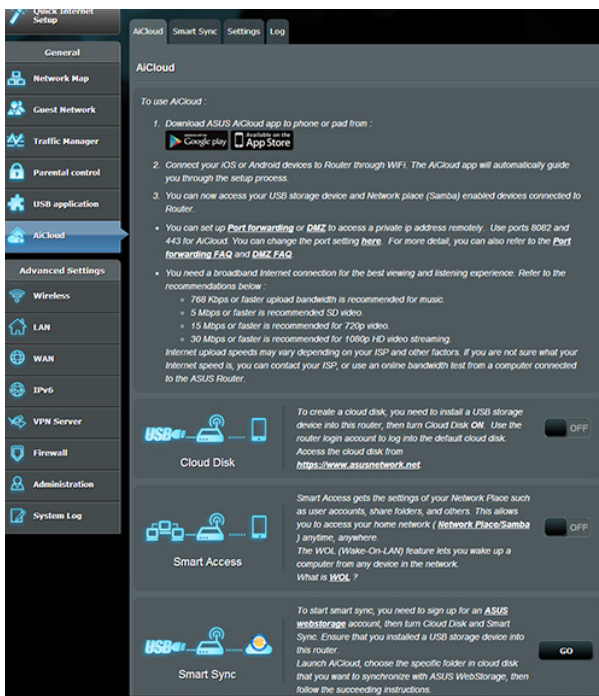 Quick Internet
Setup
General
Network Map
Guest Network
Traffic Manager
Parental control
USB application
AiCloud
Advanced Settings
Wireless
LAN
WAN
IPv6
VPN Server
Firewall
Administration
System Log
AiCloud Smart Sync Settings Log
AiCloud
To use AiCloud :
1. Download ASUS AiCloud app to phone or pad from :
Google play Available on the App Store
2. Connect your iOS or Android devices to Router through WiFi. The AiCloud app will automatically guide
you through the setup process.
3. You can now access your USB storage device and Network place (Samba) enabled devices connected to
Router.
• You can set up Port forwarding or DMZ to access a private ip address remotely. Use ports 8082 and
443 for AiCloud. You can change the port setting here. For more detail, you can also refer to the Port
forwarding FAQ and DMZ FAQ
• You need a broadband Internet connection for the best viewing and listening experience. Refer to the
recommendations below :
◦ 768 Kbps or faster upload bandwidth is recommended for music.
◦ 5 Mbps or faster is recommended SD video.
◦ 15 Mbps or faster is recommended for 720p video.
◦ 30 Mbps or faster is recommended for 1080p HD video streaming.
Internet upload speeds may vary depending on your ISP and other factors. If you are not sure what your
Internet speed is, you can contact your ISP, or use an online bandwidth test from a computer connected
to the ASUS Router.
USB
Cloud Disk
To create a cloud disk, you need to install a USB storage
device into this router, then turn Cloud Disk ON. Use the
router login account to log into the default cloud disk.
Access the cloud disk from
https://www.asusnetwork.net.
OFF
Smart Access
Smart Access gets the settings of your Network Place such
as user accounts, share folders, and others. This allows
you to access your home network ( Network Place/Samba
) anytime, anywhere.
The WOL (Wake-On-LAN) feature lets you wake up a
computer from any device in the network.
What is WOL ?
OFF
USB
Smart Sync
To start smart sync, you need to sign up for an ASUS
webstorage account, then turn Cloud Disk and Smart
Sync. Ensure that you installed a USB storage device into
this router.
Launch AiCloud, choose the specific folder in cloud disk
that you want to synchronize with ASUS WebStorage, then
follow the succeeding instructions.
GO